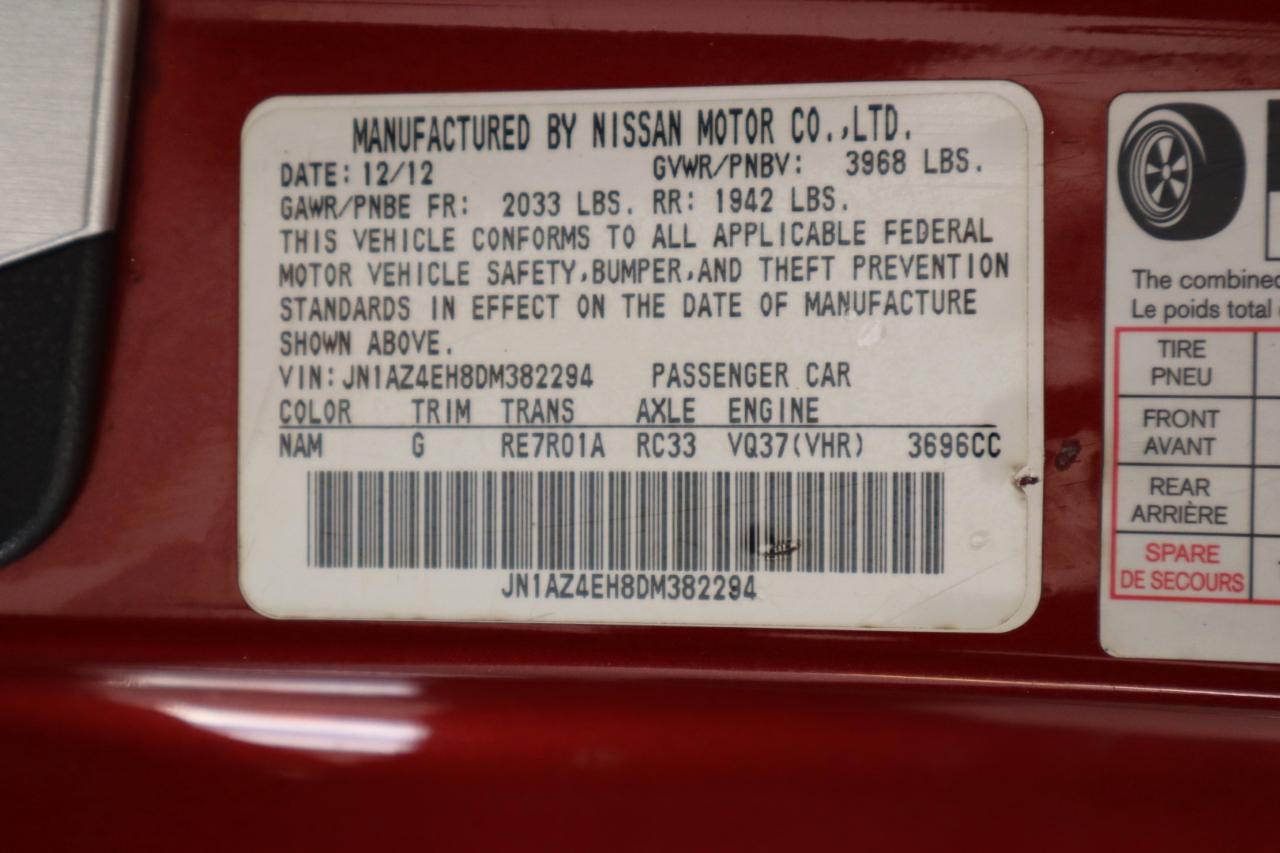 MANUFACTURED BY NISSAN MOTOR CO.,LTD.
DATE: 12/12 GVWR/PNBV: 3968 LBS.
GAWR/PNBE FR: 2033 LBS. RR: 1942 LBS.
THIS VEHICLE CONFORMS TO ALL APPLICABLE FEDERAL
MOTOR VEHICLE SAFETY,BUMPER,AND THEFT PREVENTION
STANDARDS IN EFFECT ON THE DATE OF MANUFACTURE
SHOWN ABOVE.
VIN: JN1AZ4EH8DM382294 PASSENGER CAR
COLOR TRIM TRANS AXLE ENGINE
NAM G RE7R01A RC33 VQ37(VHR) 3696CC
JN1AZ4EH8DM382294
The combined
Le poids total
TIRE
PNEU
FRONT
AVANT
REAR
ARRIÈRE
SPARE
DE SECOURS